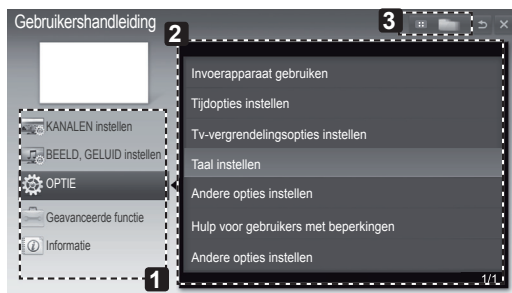 Gebruikershandleiding
2
3
KANALEN instellen
BEELD, GELUID instellen
OPTIE
Geavanceerde functie
Informatie
1
Invoerapparaat gebruiken
Tijdopties instellen
Tv-vergrendelingsopties instellen
Taal instellen
Andere opties instellen
Hulp voor gebruikers met beperkingen
Andere opties instellen
1/1